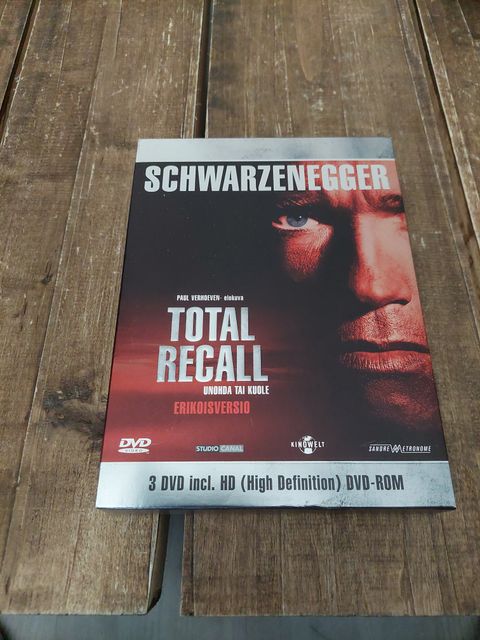 SCHWARZENEGGER
PAUL VERHOEVEN- elokuva
TOTAL
RECALL
UNOHDA TAI KUOLE
ERIKOISVERSIO
DVD
VIDEO
STUDIO CANAL
KINOWELT
SANDREW METRONOME
3 DVD incl. HD (High Definition) DVD-ROM